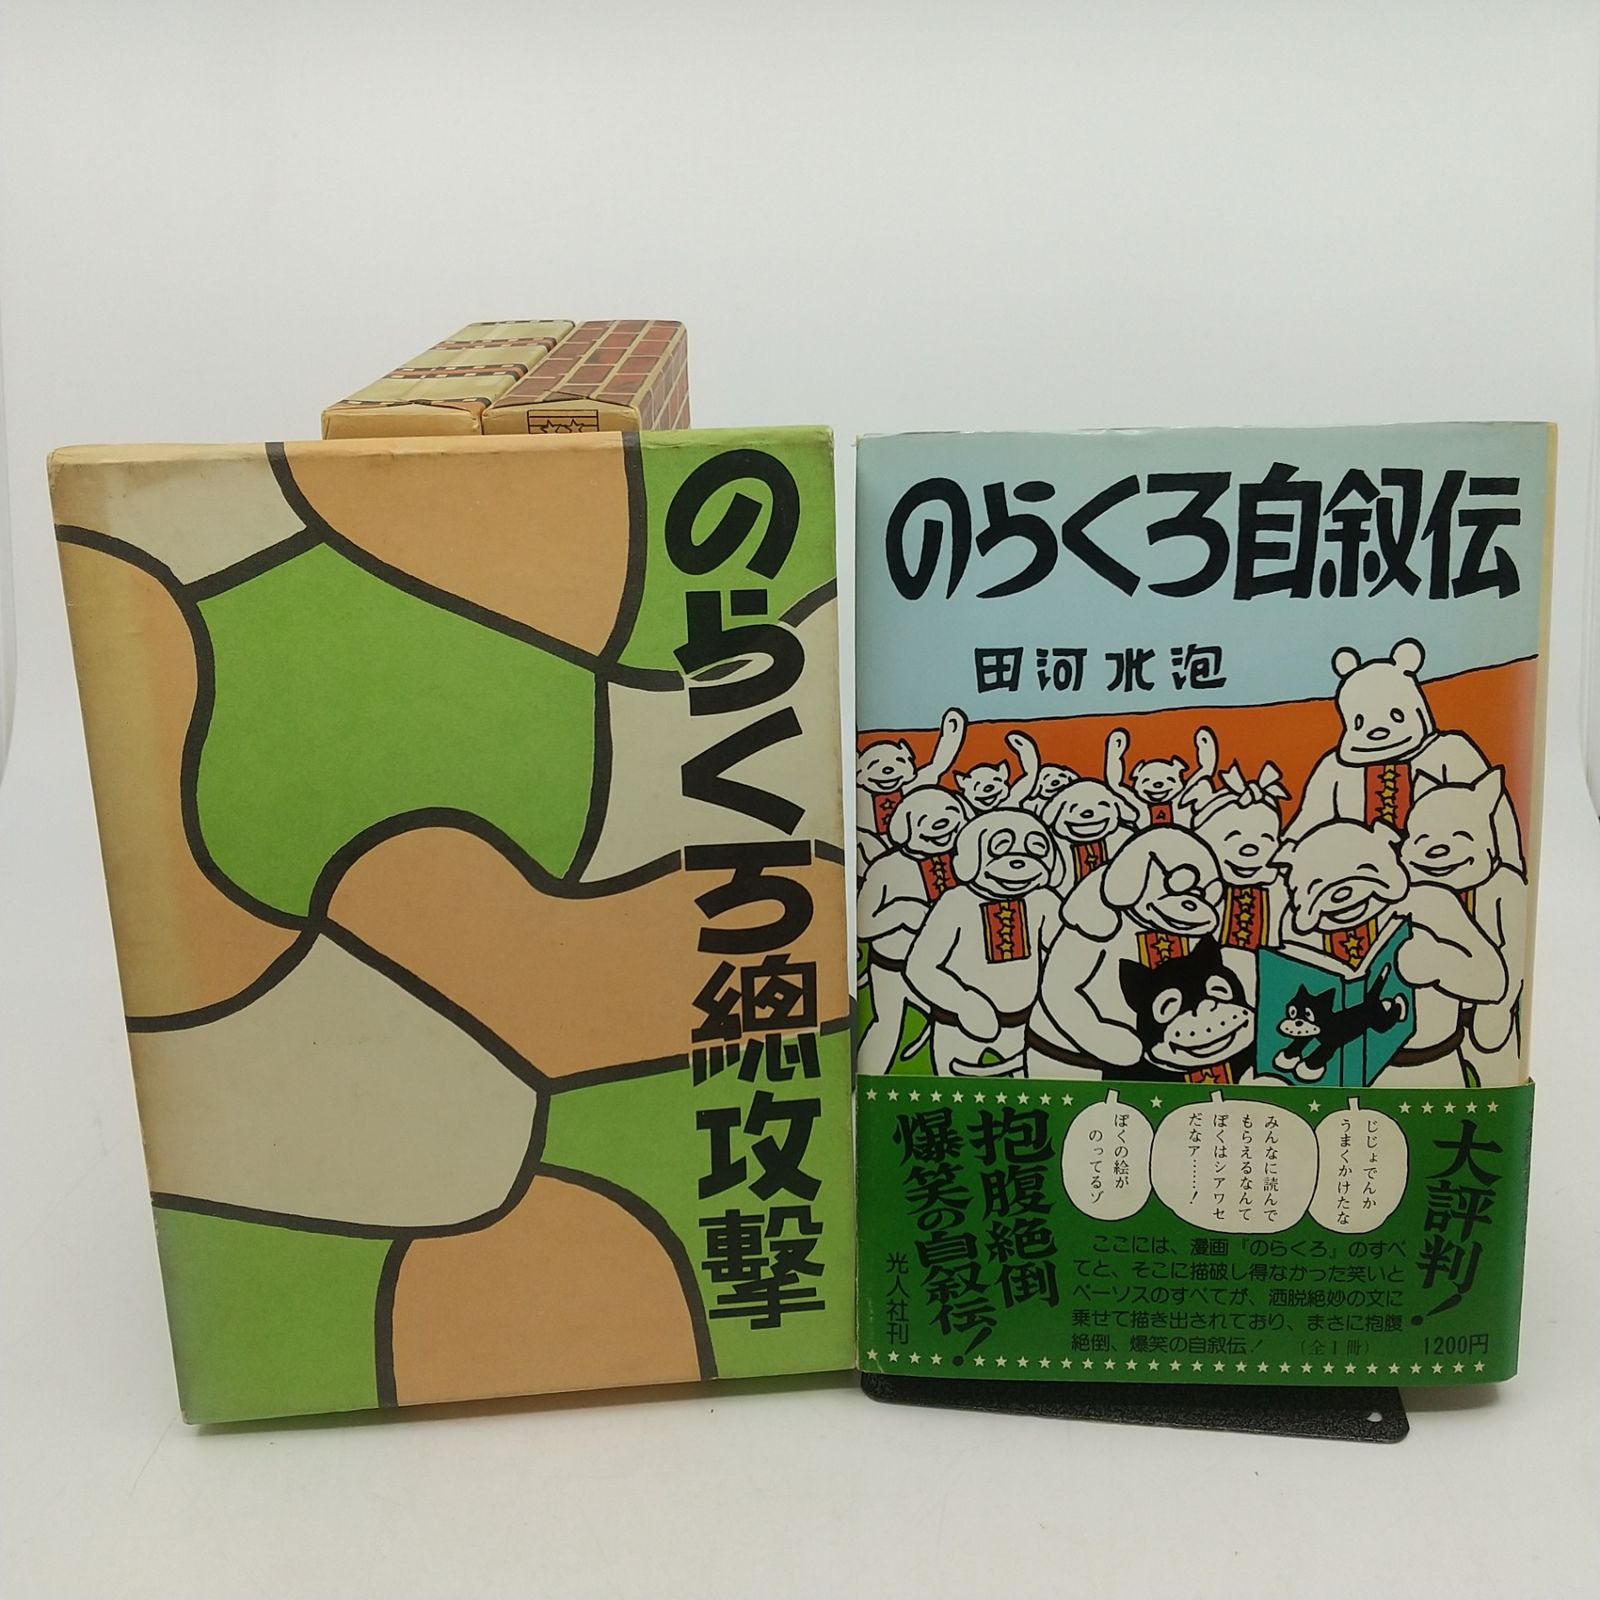 のらくろ總攻擊
のらくろ自叙伝
田河水泡
大評判!
じじょでんか
うまくかけたな
みんなに読んで
もらえるなんて
ぼくはシアワセ
だなァ……!
ぼくの絵が
のってるゾ
抱腹絶倒
爆笑の自叙伝!
光人社刊
ここには、漫画『のらくろ』のすべ
てと、そこに描破し得なかった笑いと
ペーソスのすべてが、洒脱絶妙の文に
乗せて描き出されており、まさに抱腹
絶倒、爆笑の自叙伝! (全1冊)
1200円